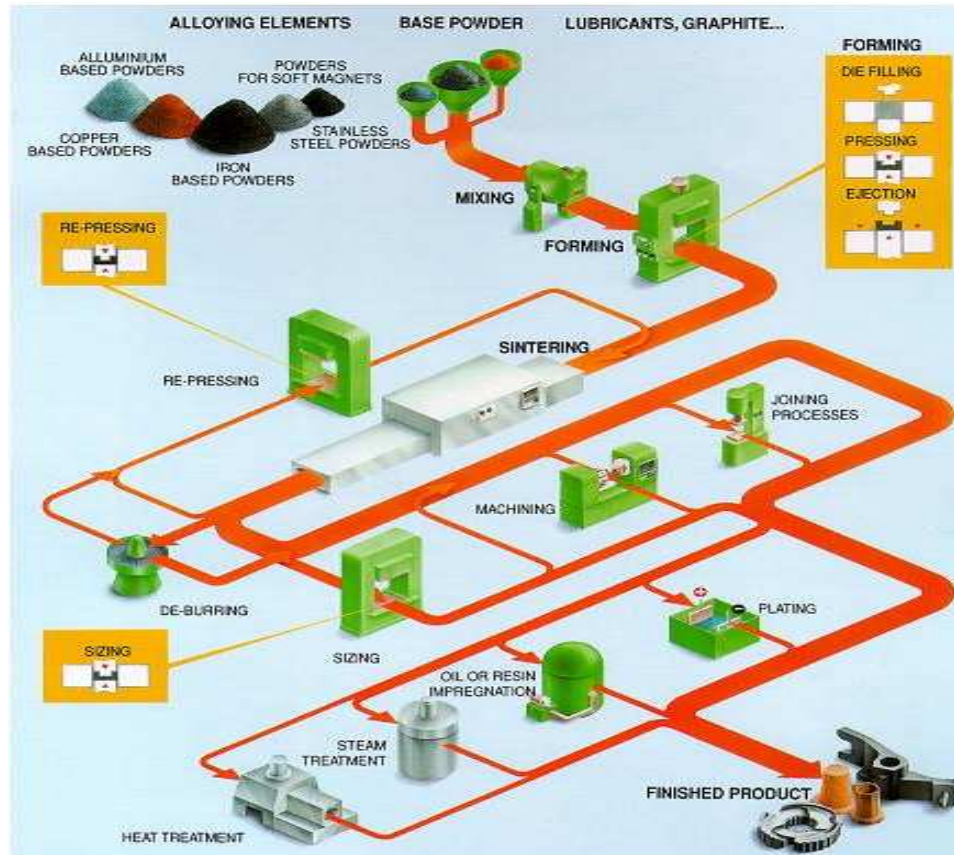 ALLOYING ELEMENTS
BASE POWDER
LUBRICANTS, GRAPHITE...
ALLUMINIUM
BASED POWDERS
POWDERS
FOR SOFT MAGNETS
COPPER
BASED POWDERS
STAINLESS
STEEL POWDERS
IRON
BASED POWDERS
FORMING
DIE FILLING
PRESSING
EJECTION
MIXING
FORMING
RE-PRESSING
RE-PRESSING
SINTERING
JOINING
PROCESSES
MACHINING
DE-BURRING
SIZING
SIZING
PLATING
OIL OR RESIN
IMPREGNATION
STEAM
TREATMENT
HEAT TREATMENT
FINISHED PRODUCT